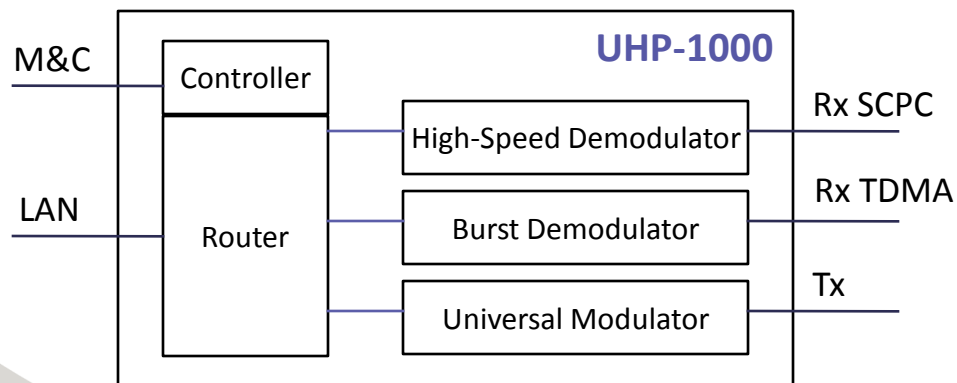 UHP-1000
M&C
Controller
Rx SCPC
High-Speed Demodulator
Rx TDMA
LAN
Router
Burst Demodulator
Tx
Universal Modulator